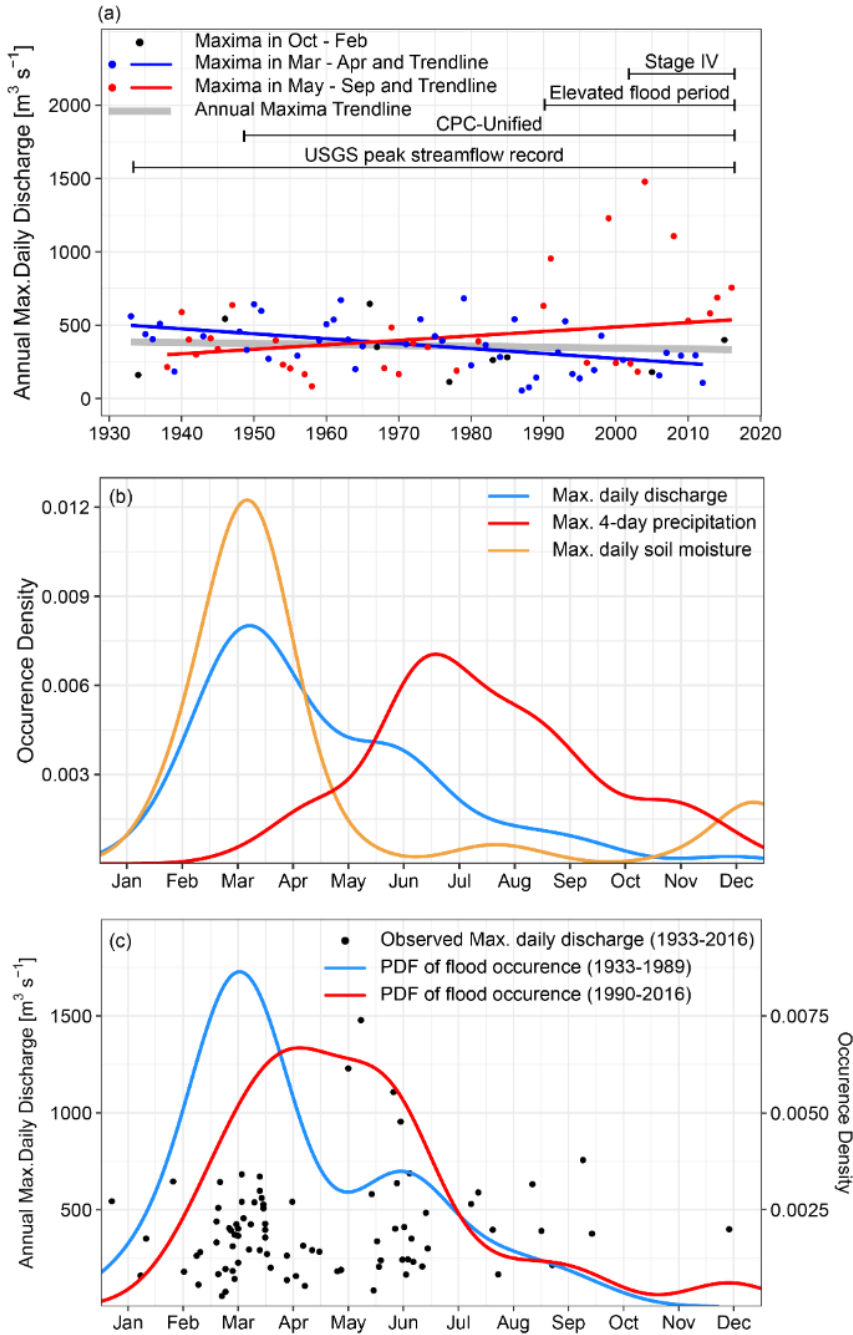 (a)
Maxima in Oct - Feb
Maxima in Mar - Apr and Trendline
Maxima in May - Sep and Trendline
Annual Maxima Trendline
Stage IV
Elevated flood period
CPC-Unified
USGS peak streamflow record
Annual Max.Daily Discharge [m³ s⁻¹]
2000
1500
1000
500
0
1930 1940 1950 1960 1970 1980 1990 2000 2010 2020
(b)
Max. daily discharge
Max. 4-day precipitation
Max. daily soil moisture
Occurence Density
0.012
0.009
0.006
0.003
Jan Feb Mar Apr May Jun Jul Aug Sep Oct Nov Dec
(c)
Observed Max. daily discharge (1933-2016)
PDF of flood occurence (1933-1989)
PDF of flood occurence (1990-2016)
Annual Max.Daily Discharge [m³ s⁻¹]
1500
1000
500
0.0075
0.0050
0.0025
Occurence Density
Jan Feb Mar Apr May Jun Jul Aug Sep Oct Nov Dec